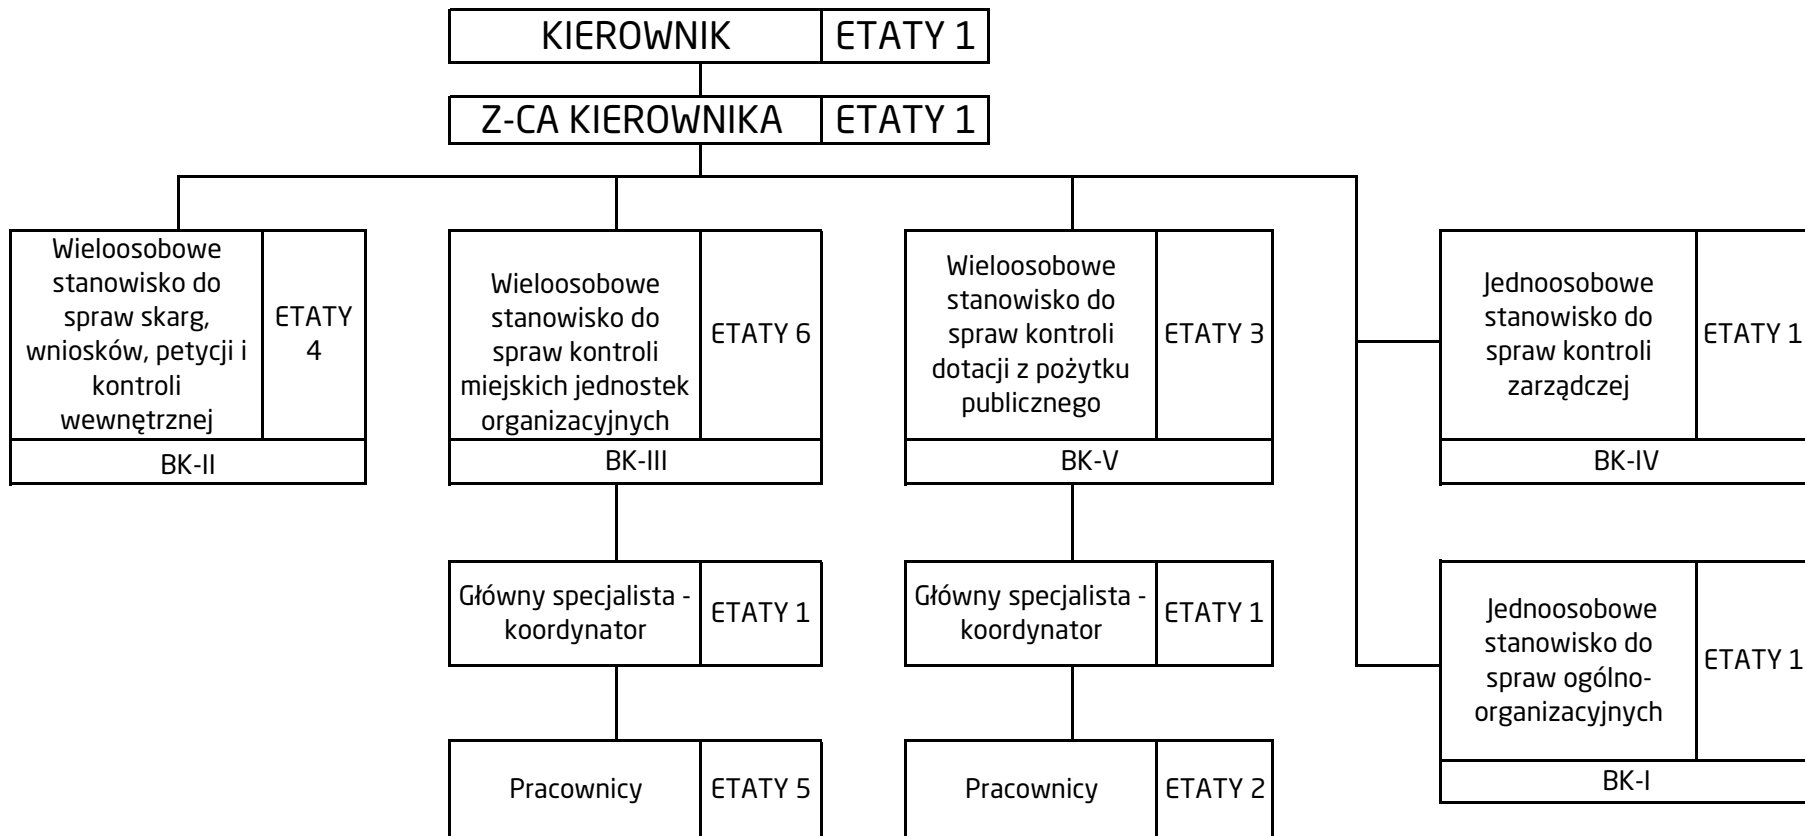 KIEROWNIK
ETATY 1
Z-CA KIEROWNIKA
ETATY 1
Wieloosobowe
stanowisko do
spraw skarg,
wniosków, petycji i
kontroli
wewnętrznej
ETATY
4
BK-II
Wieloosobowe
stanowisko do
spraw kontroli
miejskich jednostek
organizacyjnych
ETATY 6
BK-III
Wieloosobowe
stanowisko do
spraw kontroli
dotacji z pożytku
publicznego
ETATY 3
BK-V
Jednoosobowe
stanowisko do
spraw kontroli
zarządczej
ETATY 1
BK-IV
Główny specjalista -
koordynator
ETATY 1
Główny specjalista -
koordynator
ETATY 1
Jednoosobowe
stanowisko do
spraw ogólno-
organizacyjnych
ETATY 1
BK-I
Pracownicy
ETATY 5
Pracownicy
ETATY 2